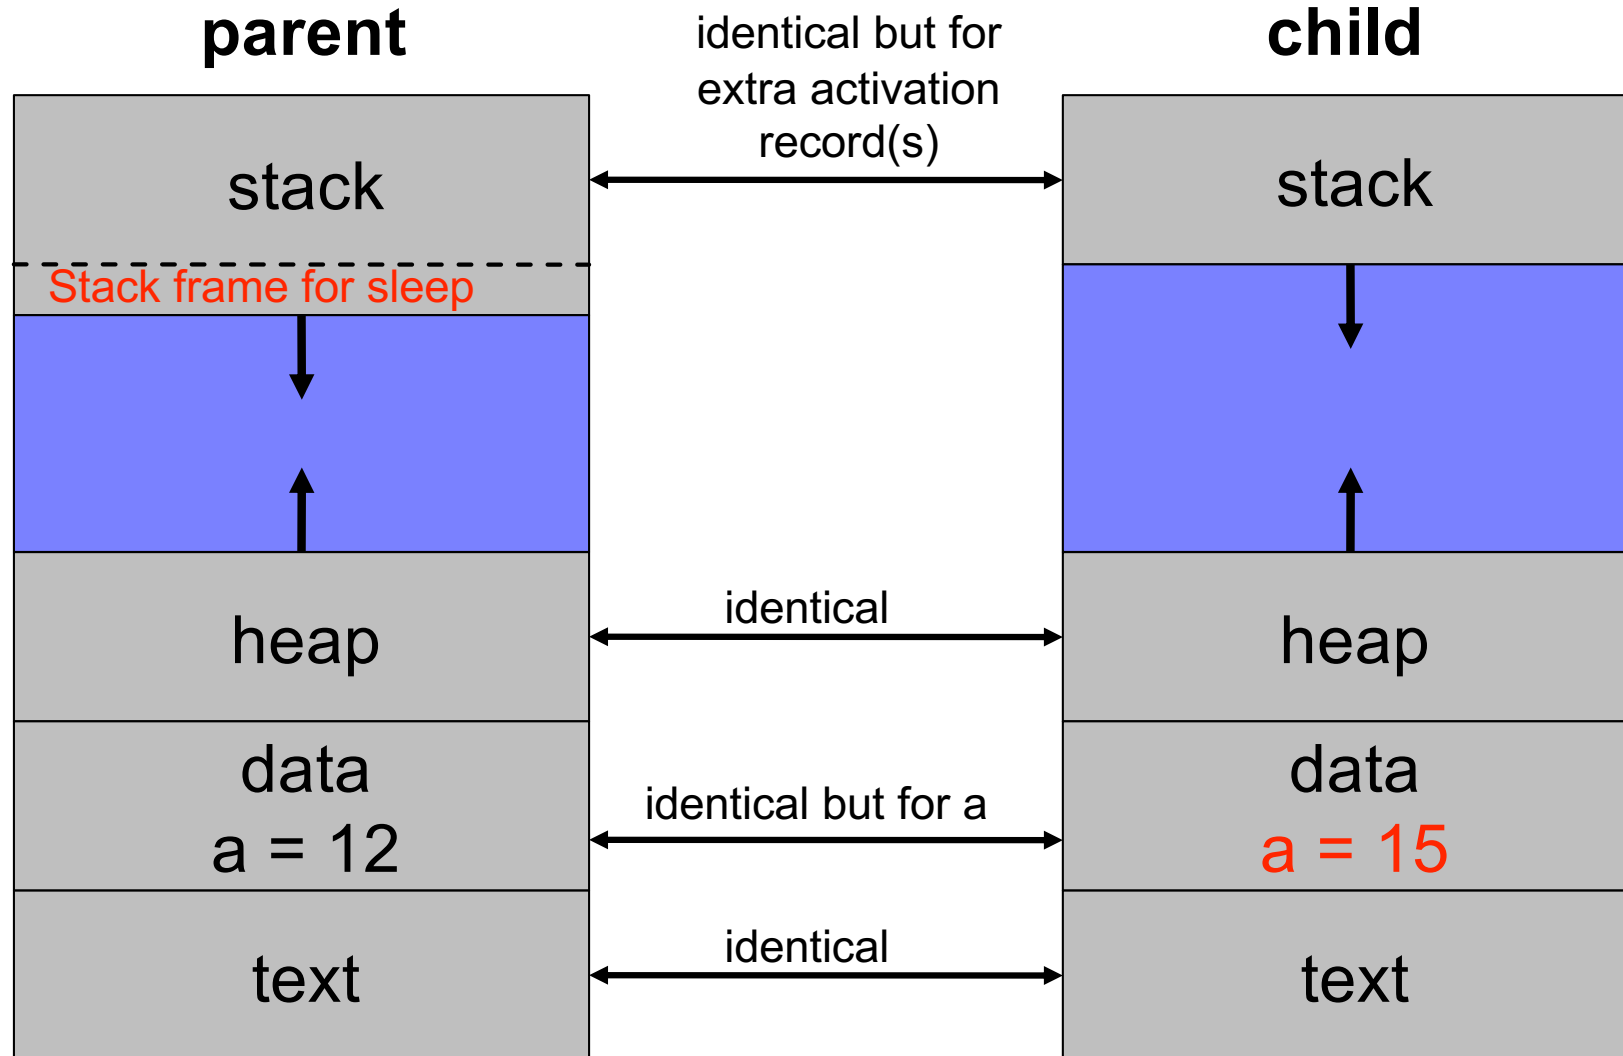 parent
identical but for
extra activation
record(s)
child
stack
stack
Stack frame for sleep
heap
identical
heap
data
a = 12
identical but for a
data
a = 15
text
identical
text